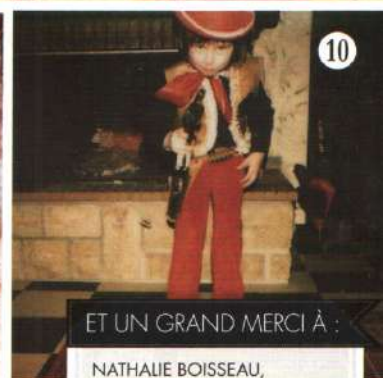 10
ET UN GRAND MERCI À :
NATHALIE BOISSEAU,